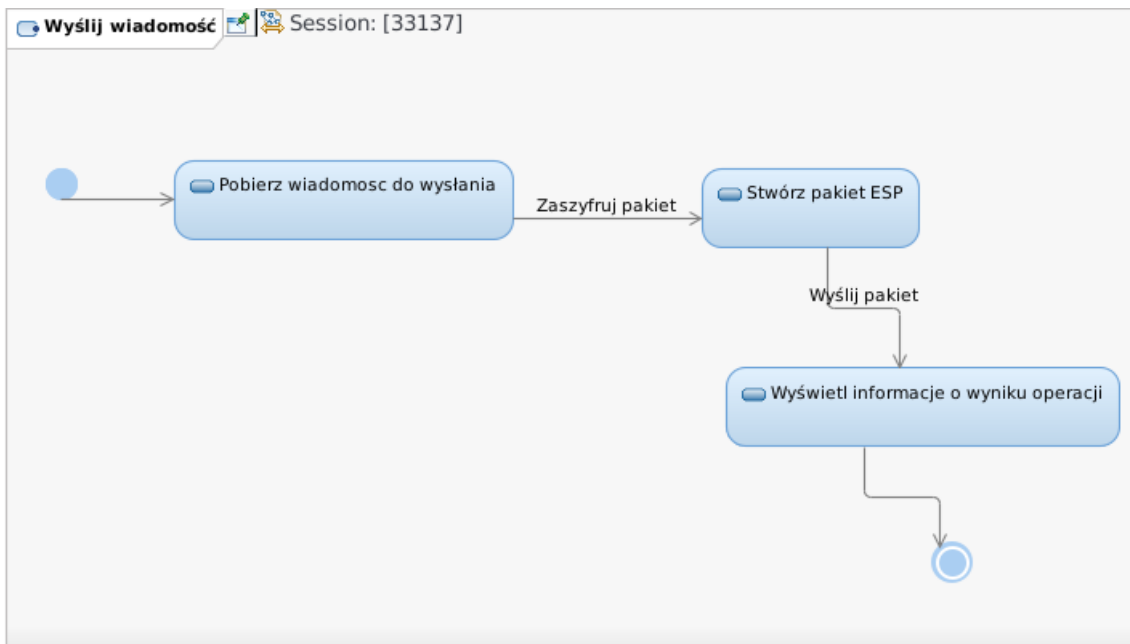 Wyślij wiadomość Session: [33137]
Pobierz wiadomosc do wysłania
Zaszyfruj pakiet
Stwórz pakiet ESP
Wyślij pakiet
Wyświetl informacje o wyniku operacji